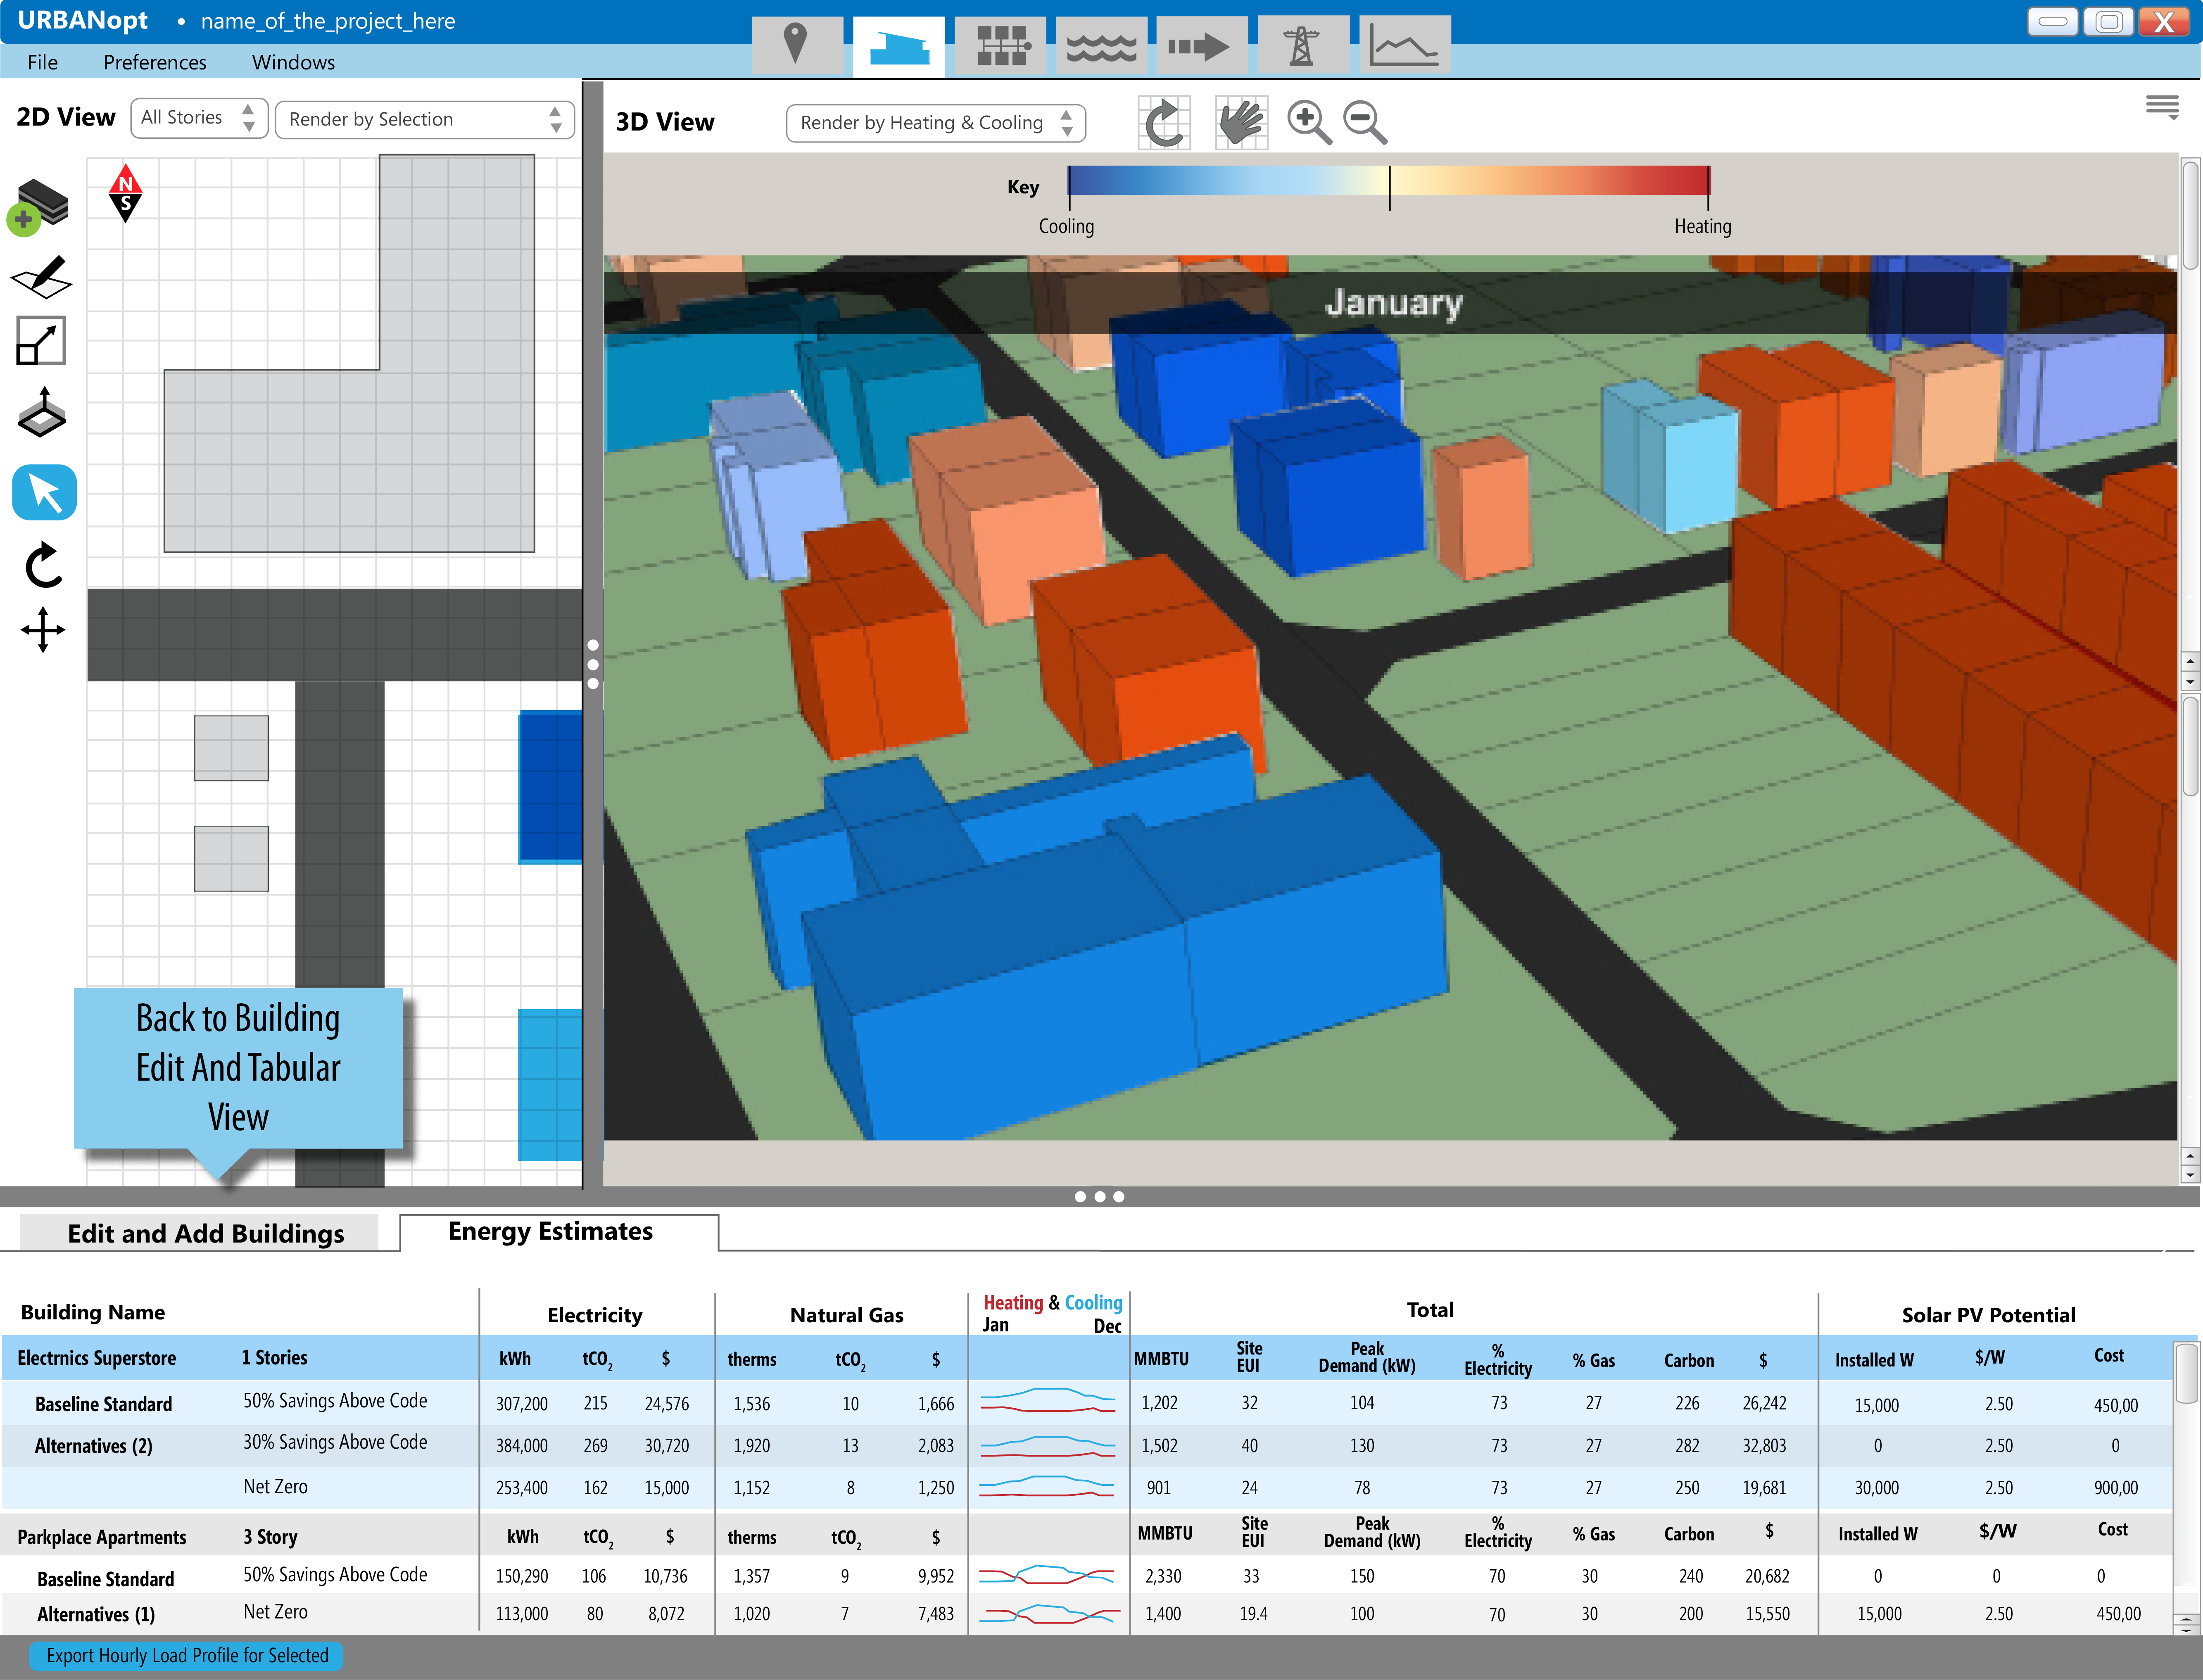 URBANopt • name_of_the_project_here
File Preferences Windows
2D View All Stories Render by Selection
3D View Render by Heating & Cooling
N
S
Key
Cooling Heating
January
Back to Building
Edit And Tabular
View
Edit and Add Buildings Energy Estimates
Building Name Electricity Natural Gas Heating & Cooling Total Solar PV Potential
Jan Dec
Electrnics Superstore 1 Stories kWh tCO2 $ therms tCO2 $ MMBTU Site EUI Peak Demand (kW) % Electricity % Gas Carbon $ Installed W $/W Cost
Baseline Standard 50% Savings Above Code 307,200 215 24,576 1,536 10 1,666 1,202 32 104 73 27 226 26,242 15,000 2.50 450,00
Alternatives (2) 30% Savings Above Code 384,000 269 30,720 1,920 13 2,083 1,502 40 130 73 27 282 32,803 0 2.50 0
Net Zero 253,400 162 15,000 1,152 8 1,250 901 24 78 73 27 250 19,681 30,000 2.50 900,00
Parkplace Apartments 3 Story kWh tCO2 $ therms tCO2 $ MMBTU Site EUI Peak Demand (kW) % Electricity % Gas Carbon $ Installed W $/W Cost
Baseline Standard 50% Savings Above Code 150,290 106 10,736 1,357 9 9,952 2,330 33 150 70 30 240 20,682 0 0 0
Alternatives (1) Net Zero 113,000 80 8,072 1,020 7 7,483 1,400 19.4 100 70 30 200 15,550 15,000 2.50 450,00
Export Hourly Load Profile for Selected